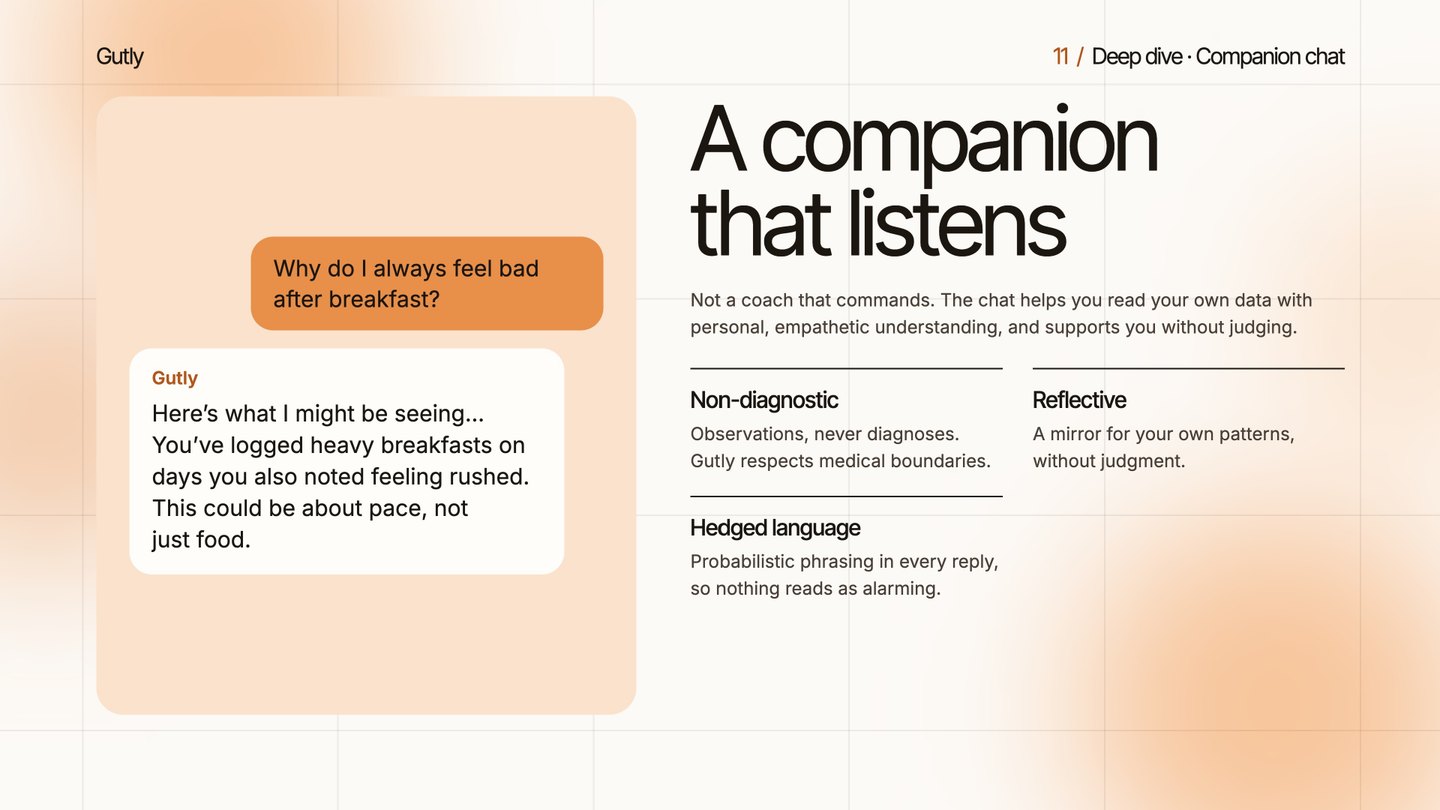 Gutly
11 / Deep dive · Companion chat
Why do I always feel bad
after breakfast?
Gutly
Here’s what I might be seeing…
You’ve logged heavy breakfasts on
days you also noted feeling rushed.
This could be about pace, not
just food.
A companion
that listens
Not a coach that commands. The chat helps you read your own data with
personal, empathetic understanding, and supports you without judging.
Non-diagnostic
Observations, never diagnoses.
Gutly respects medical boundaries.
Reflective
A mirror for your own patterns,
without judgment.
Hedged language
Probabilistic phrasing in every reply,
so nothing reads as alarming.